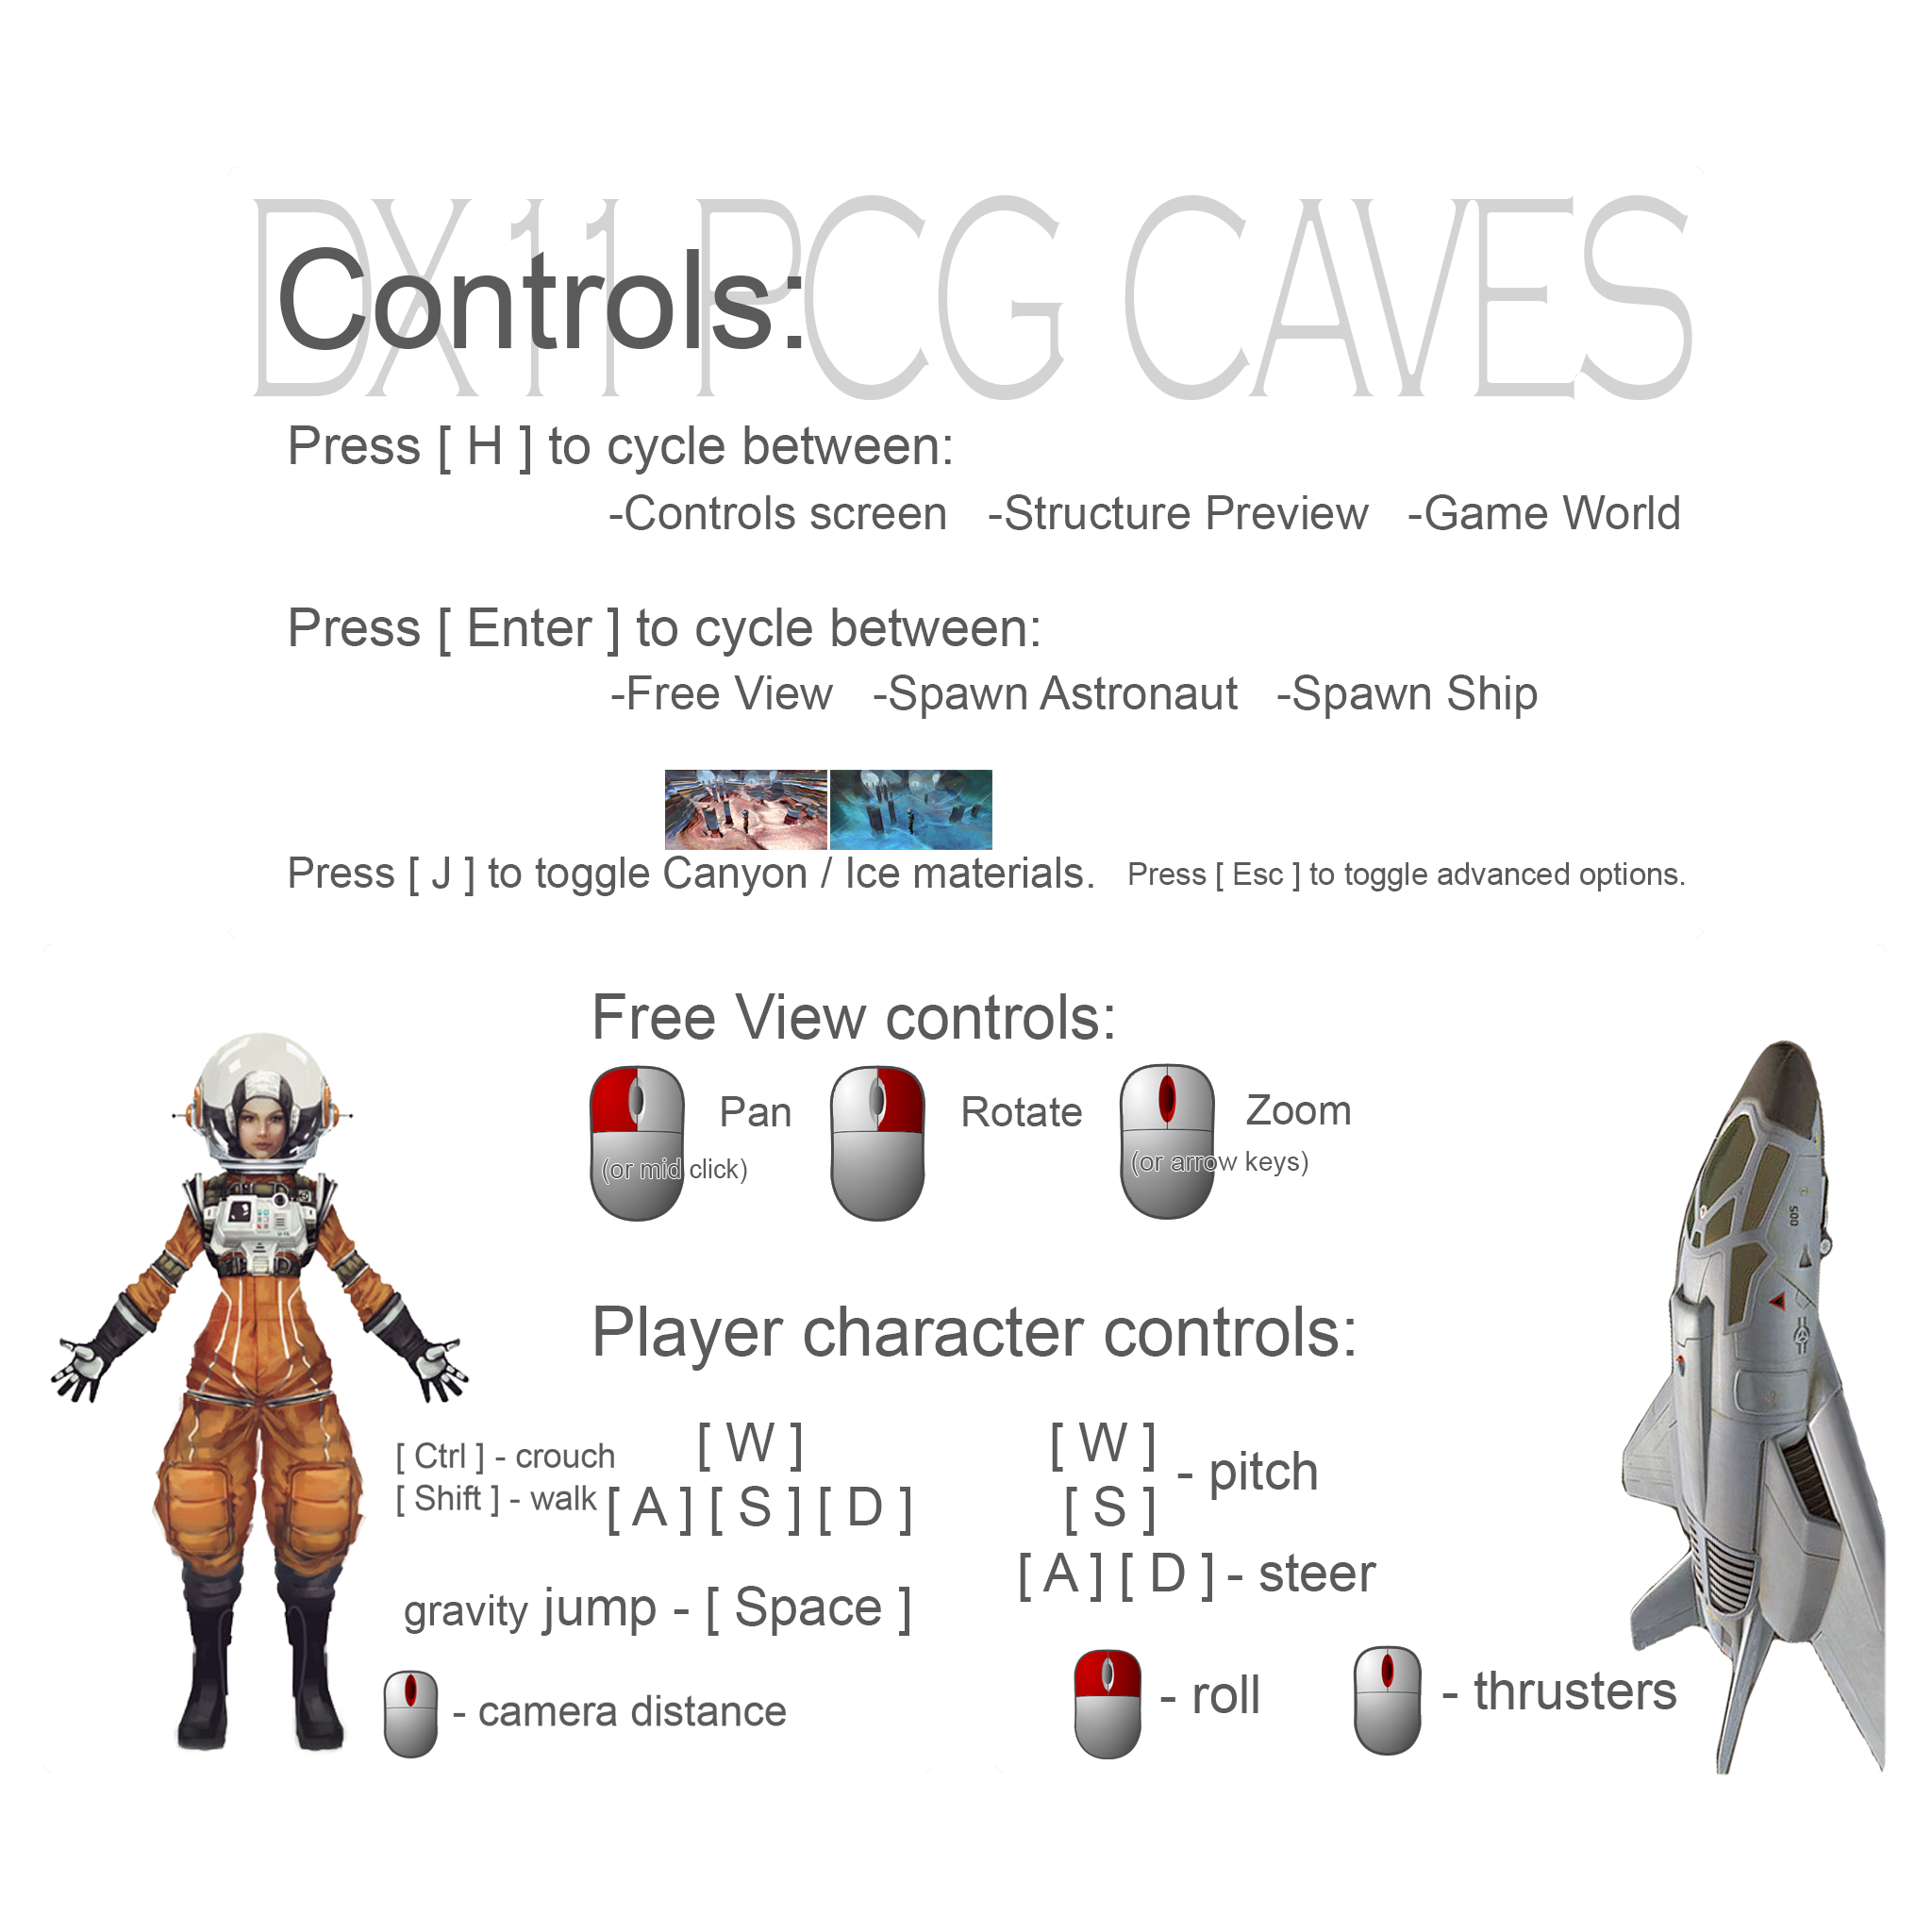 DX11 PCG CAVES
Controls:
Press [ H ] to cycle between:
-Controls screen -Structure Preview -Game World
Press [ Enter ] to cycle between:
-Free View -Spawn Astronaut -Spawn Ship
Press [ J ] to toggle Canyon / Ice materials. Press [ Esc ] to toggle advanced options.
Free View controls:
Pan Rotate Zoom
(or mid click) (or arrow keys)
Player character controls:
[ Ctrl ] - crouch
[ Shift ] - walk
[ W ]
[ A ] [ S ] [ D ]
gravity jump - [ Space ]
- camera distance
[ W ]
[ S ]
- pitch
[ A ] [ D ] - steer
- roll - thrusters
500